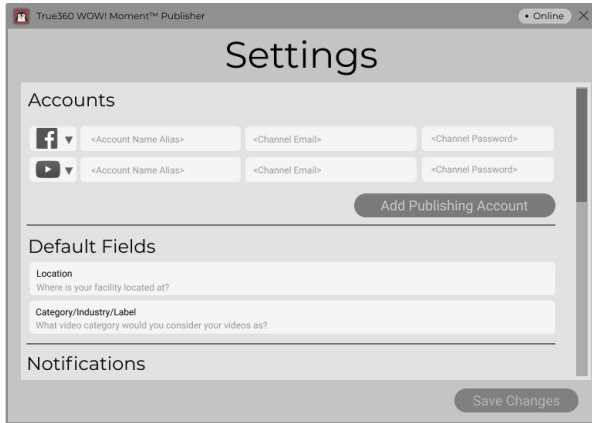 True360 WOW! Moment™ Publisher
• Online
Settings
Accounts
<Account Name Alias> <Channel Email> <Channel Password>
<Account Name Alias> <Channel Email> <Channel Password>
Add Publishing Account
Default Fields
Location
Where is your facility located at?
Category/Industry/Label
What video category would you consider your videos as?
Notifications
Save Changes